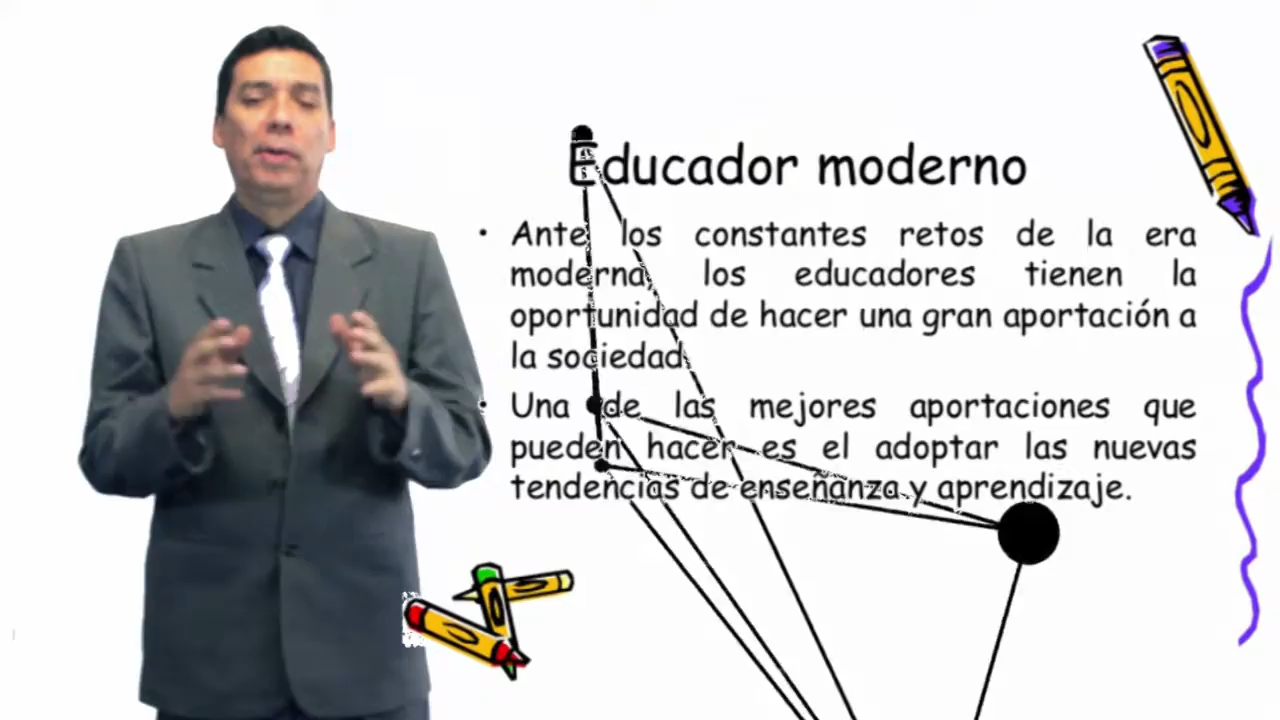 Educador moderno
• Ante los constantes retos de la era
moderna, los educadores tienen la
oportunidad de hacer una gran aportación a
la sociedad.
• Una de las mejores aportaciones que
pueden hacer es el adoptar las nuevas
tendencias de enseñanza y aprendizaje.